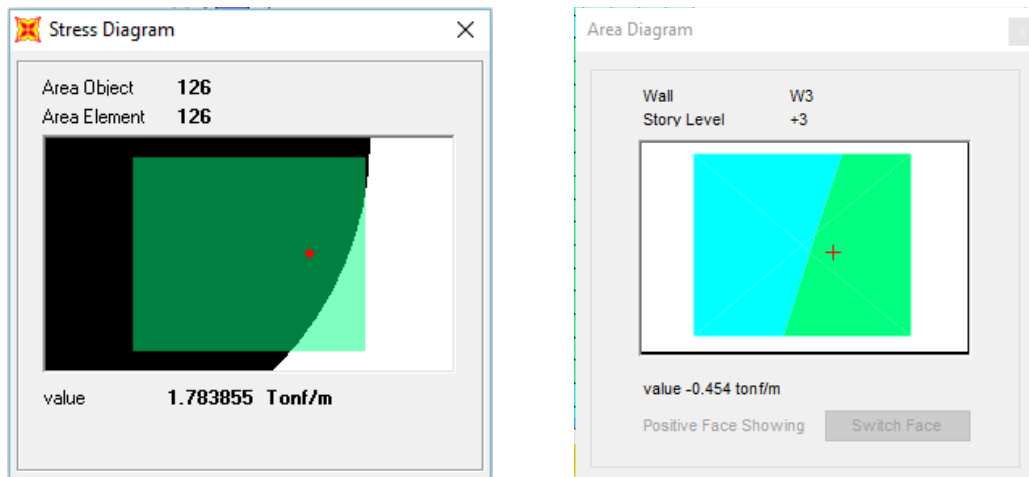 Stress Diagram
Area Object 126
Area Element 126
value 1.783855 Tonf/m
Area Diagram
Wall W3
Story Level +3
value -0.454 tonf/m
Positive Face Showing Switch Face